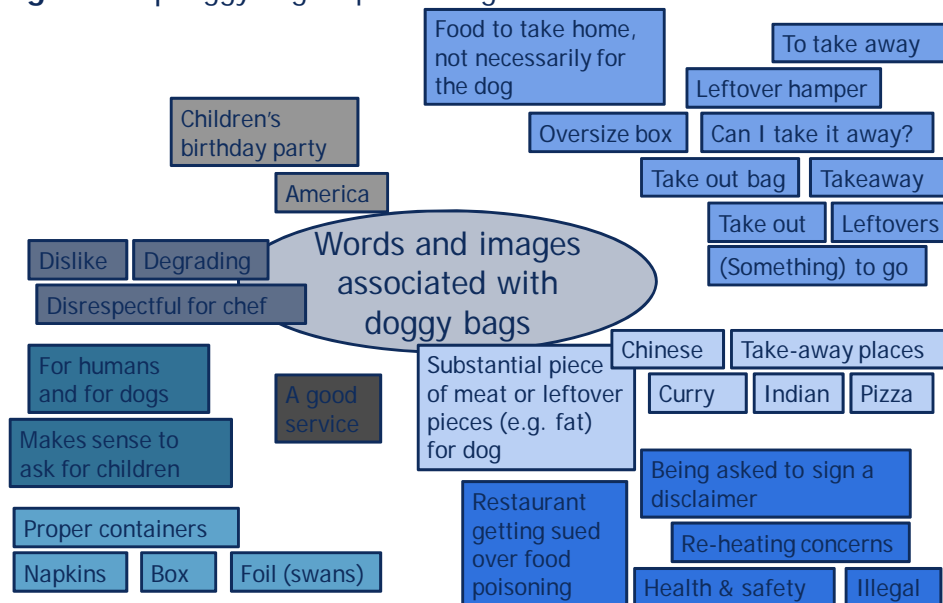 Food to take home,
not necessarily for
the dog
To take away
Leftover hamper
Oversize box
Can I take it away?
Take out bag
Takeaway
Take out
Leftovers
(Something) to go
Children's
birthday party
America
Words and images
associated with
doggy bags
Dislike
Degrading
Disrespectful for chef
For humans
and for dogs
Makes sense to
ask for children
A good
service
Substantial piece
of meat or leftover
pieces (e.g. fat)
for dog
Chinese
Take-away places
Curry
Indian
Pizza
Proper containers
Napkins
Box
Foil (swans)
Restaurant
getting sued
over food
poisoning
Being asked to sign a
disclaimer
Re-heating concerns
Health & safety
Illegal